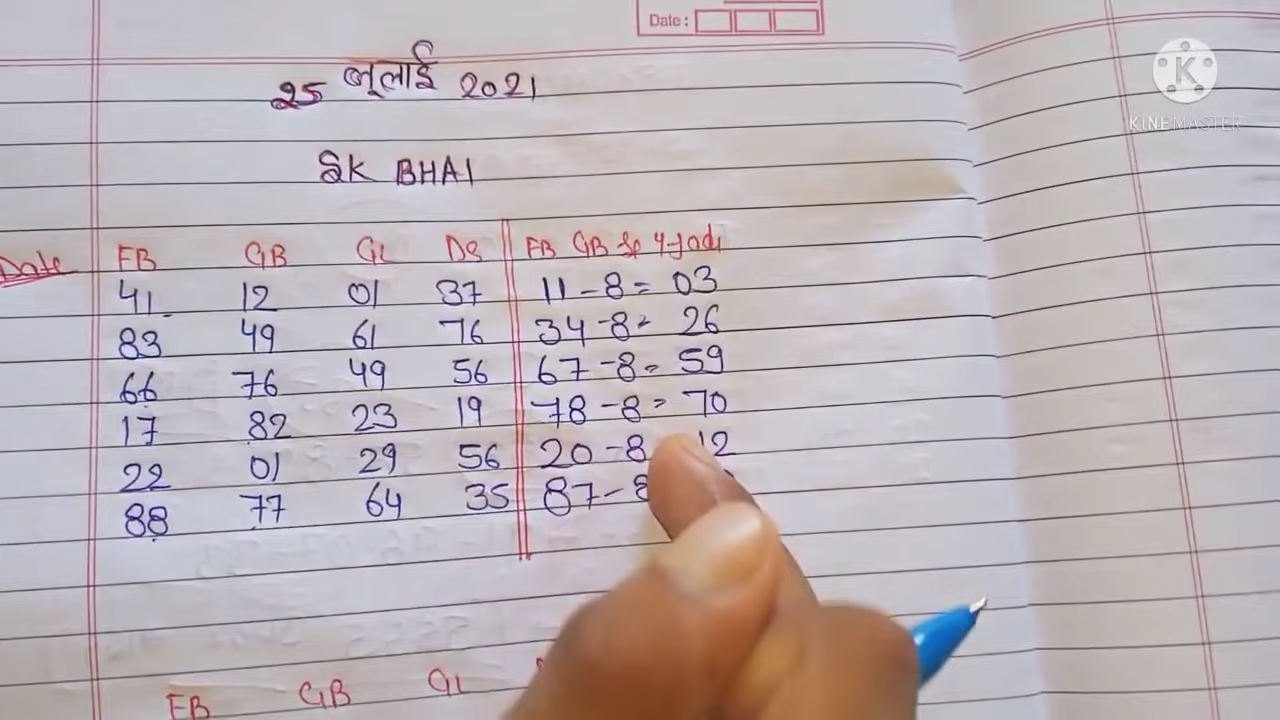 Date:
25 जूलाई 2021
KINEMASTER
SK BHAI
Date FB GB GL DS FB GB Se 4 Jodi
41 12 01 37 11-8= 03
83 49 61 76 34-8= 26
66 76 49 56 67-8= 59
17 82 23 19 78-8= 70
22 01 29 56 20-8 12
88 77 64 35 87-8
FB GB GL